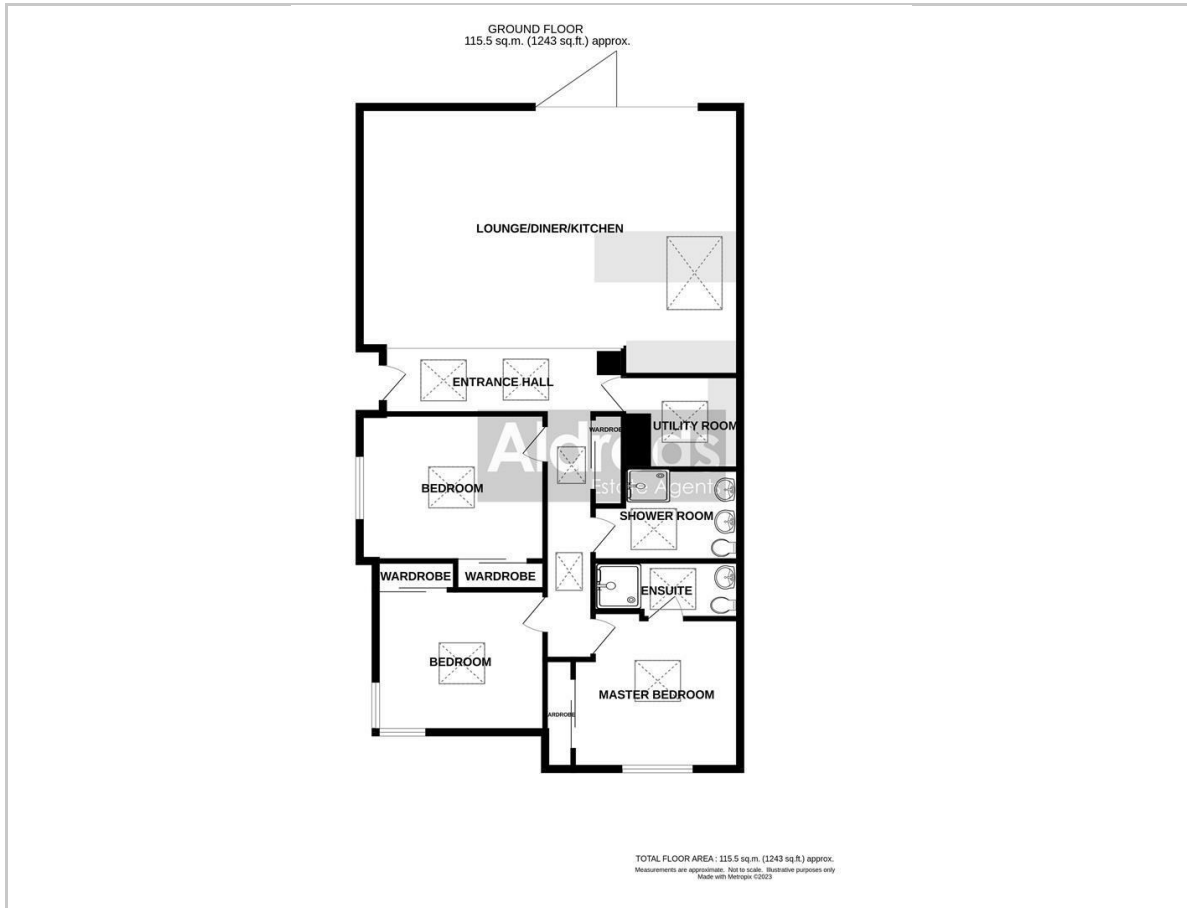 GROUND FLOOR
115.5 sq.m. (1243 sq.ft.) approx.
LOUNGE/DINER/KITCHEN
ENTRANCE HALL
UTILITY ROOM
WARDROBE
Aldreds
Estate Agents
BEDROOM
SHOWER ROOM
WARDROBE
WARDROBE
ENSUITE
BEDROOM
MASTER BEDROOM
WARDROBE
TOTAL FLOOR AREA : 115.5 sq.m. (1243 sq.ft.) approx.
Measurements are approximate. Not to scale. Illustrative purposes only
Made with Metropix ©2023